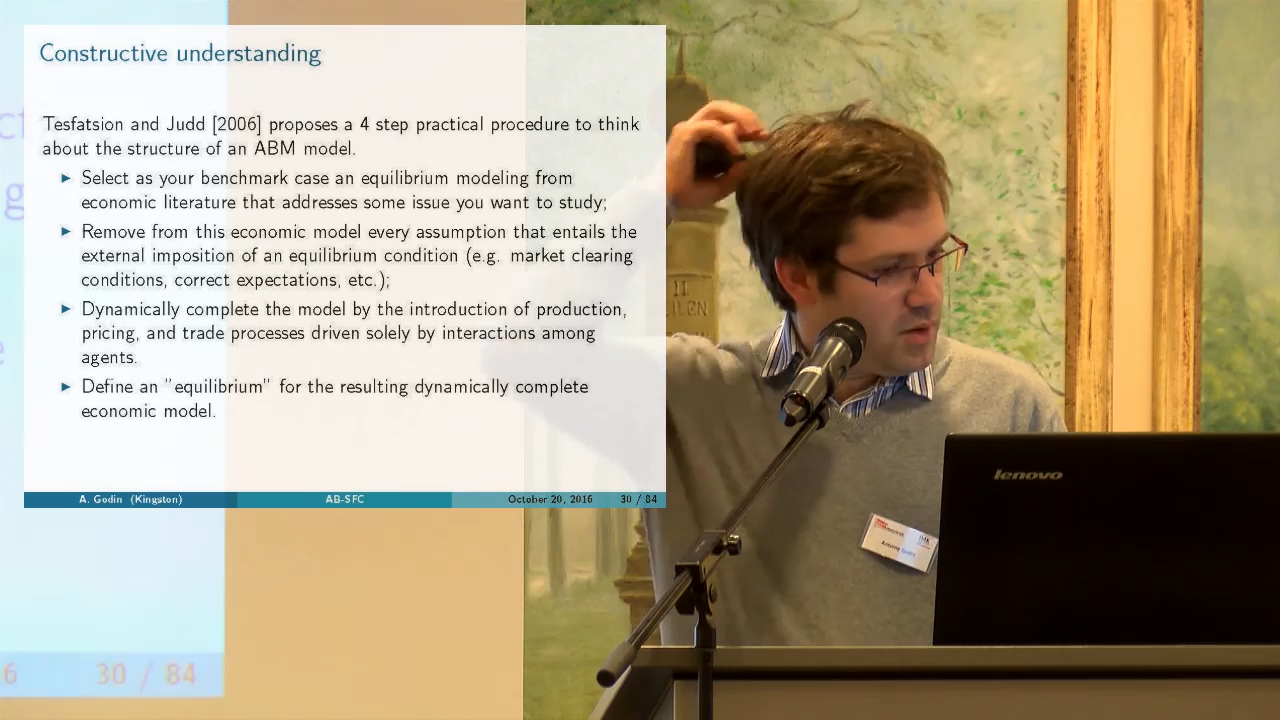 Constructive understanding
Tesfatsion and Judd [2006] proposes a 4 step practical procedure to think
about the structure of an ABM model.
Select as your benchmark case an equilibrium modeling from
economic literature that addresses some issue you want to study;
Remove from this economic model every assumption that entails the
external imposition of an equilibrium condition (e.g. market clearing
conditions, correct expectations, etc.);
Dynamically complete the model by the introduction of production,
pricing, and trade processes driven solely by interactions among
agents.
Define an "equilibrium" for the resulting dynamically complete
economic model.
A. Godin (Kingston) AB-SFC October 20, 2016 30 / 84
6 30 / 84
II
lenovo
IMK